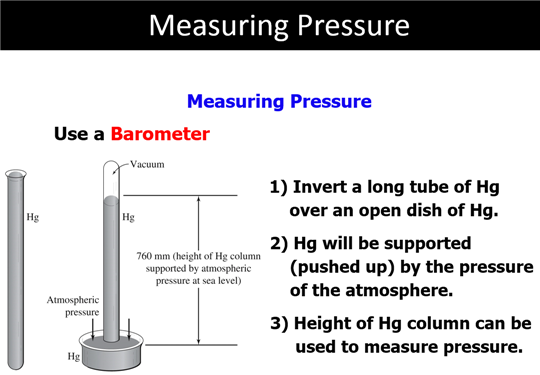 Measuring Pressure
Measuring Pressure
Use a Barometer
Vacuum
Hg
Hg
760 mm (height of Hg column
supported by atmospheric
pressure at sea level)
Atmospheric
pressure
Hg
1) Invert a long tube of Hg
over an open dish of Hg.
2) Hg will be supported
(pushed up) by the pressure
of the atmosphere.
3) Height of Hg column can be
used to measure pressure.